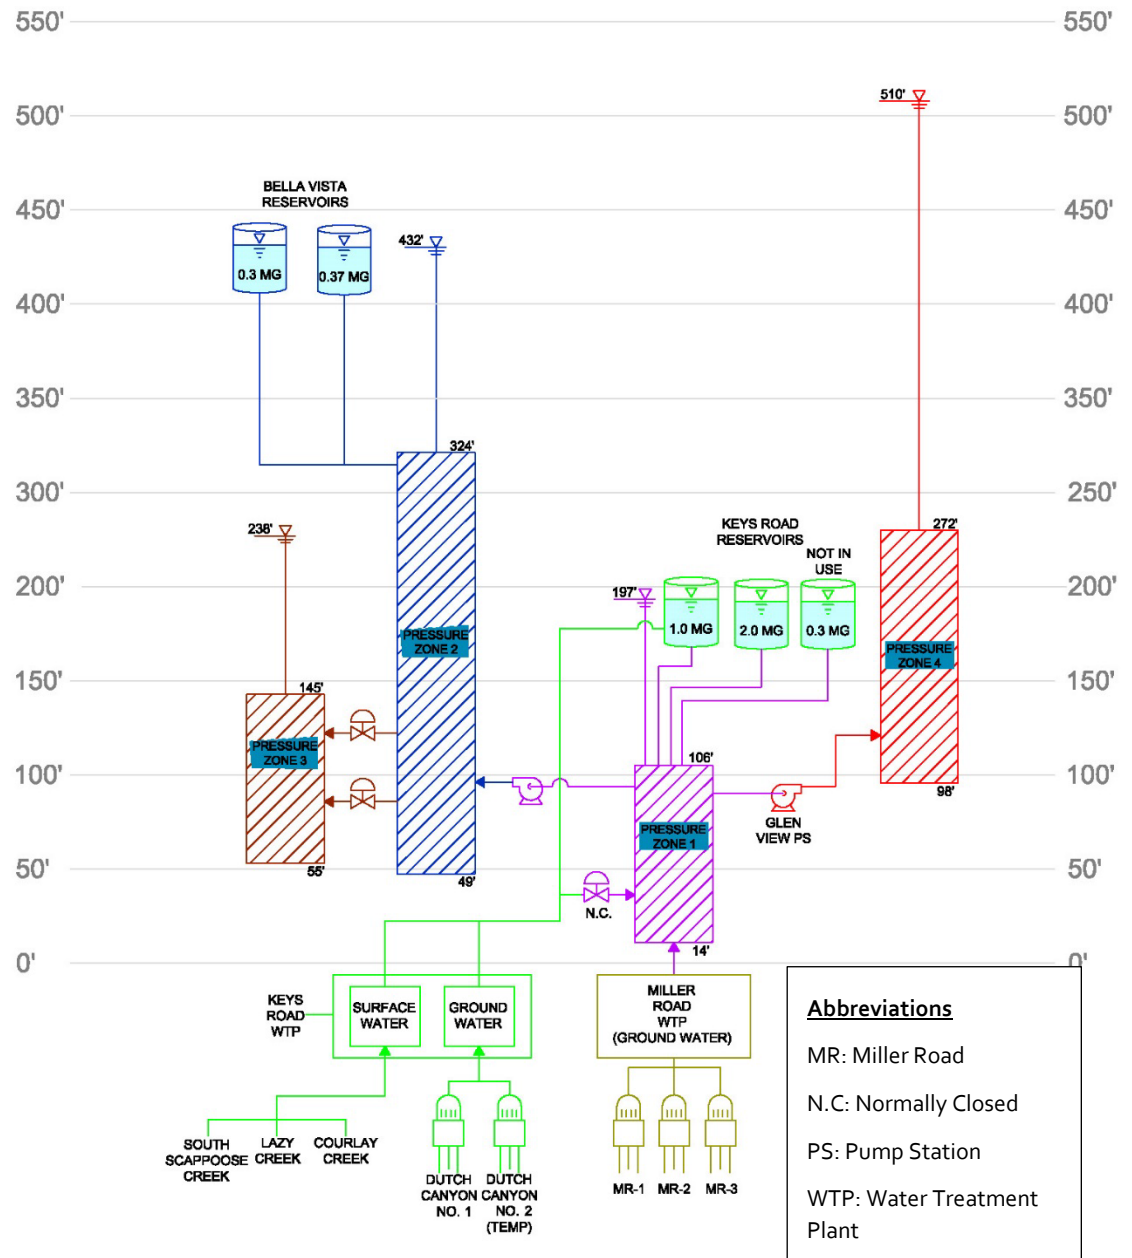 550' 550'
500' 500'
510'
BELLA VISTA
RESERVOIRS
450' 450'
432'
0.3 MG 0.37 MG
400' 400'
350' 350'
324'
300' 250'
272'
238'
KEYS ROAD
RESERVOIRS
NOT IN
USE
200' 200'
197'
1.0 MG 2.0 MG 0.3 MG
PRESSURE
ZONE 2
PRESSURE
ZONE 4
150' 150'
145'
PRESSURE
ZONE 3
106'
100' 100'
98'
GLEN
VIEW PS
PRESSURE
ZONE 1
50' 50'
55'
49'
N.C.
14'
0' 0'
KEYS
ROAD
WTP
SURFACE
WATER
GROUND
WATER
MILLER
ROAD
WTP
(GROUND WATER)
SOUTH
SCAPPOOSE
CREEK
LAZY
CREEK
COURLAY
CREEK
DUTCH
CANYON
NO. 1
DUTCH
CANYON
NO. 2
(TEMP)
MR-1 MR-2 MR-3
Abbreviations
MR: Miller Road
N.C: Normally Closed
PS: Pump Station
WTP: Water Treatment
Plant